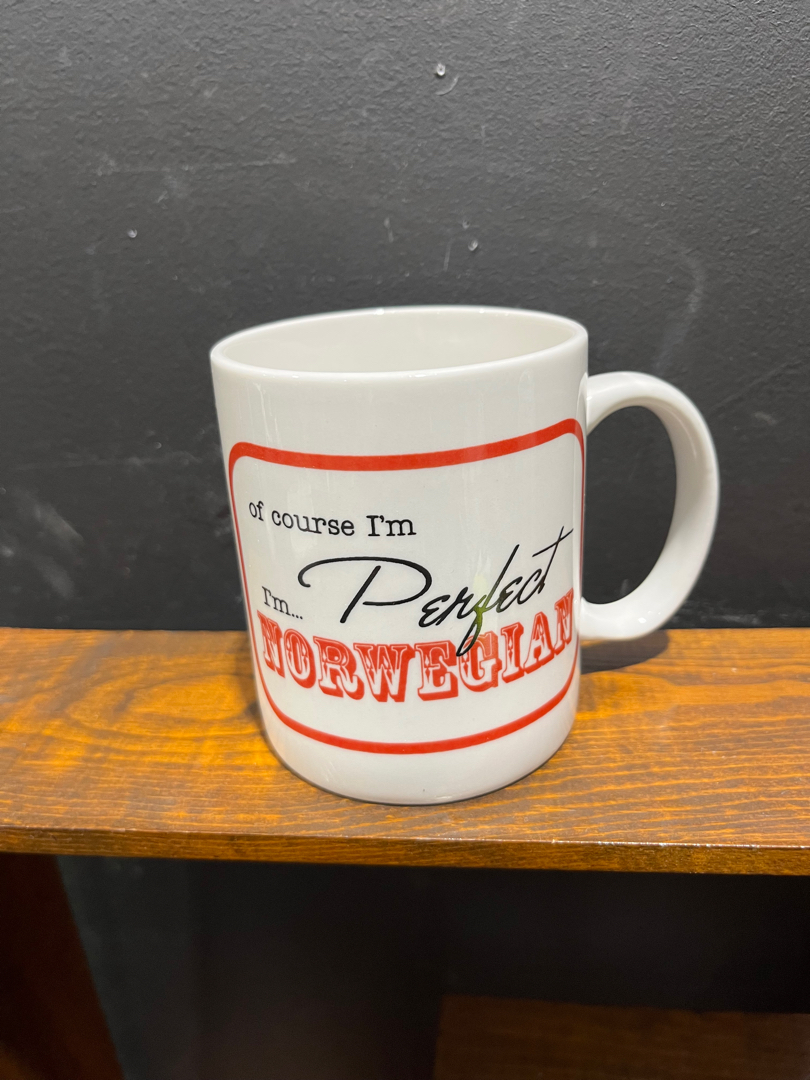 of course I'm
Perfect
I'm...
NORWEGIAN